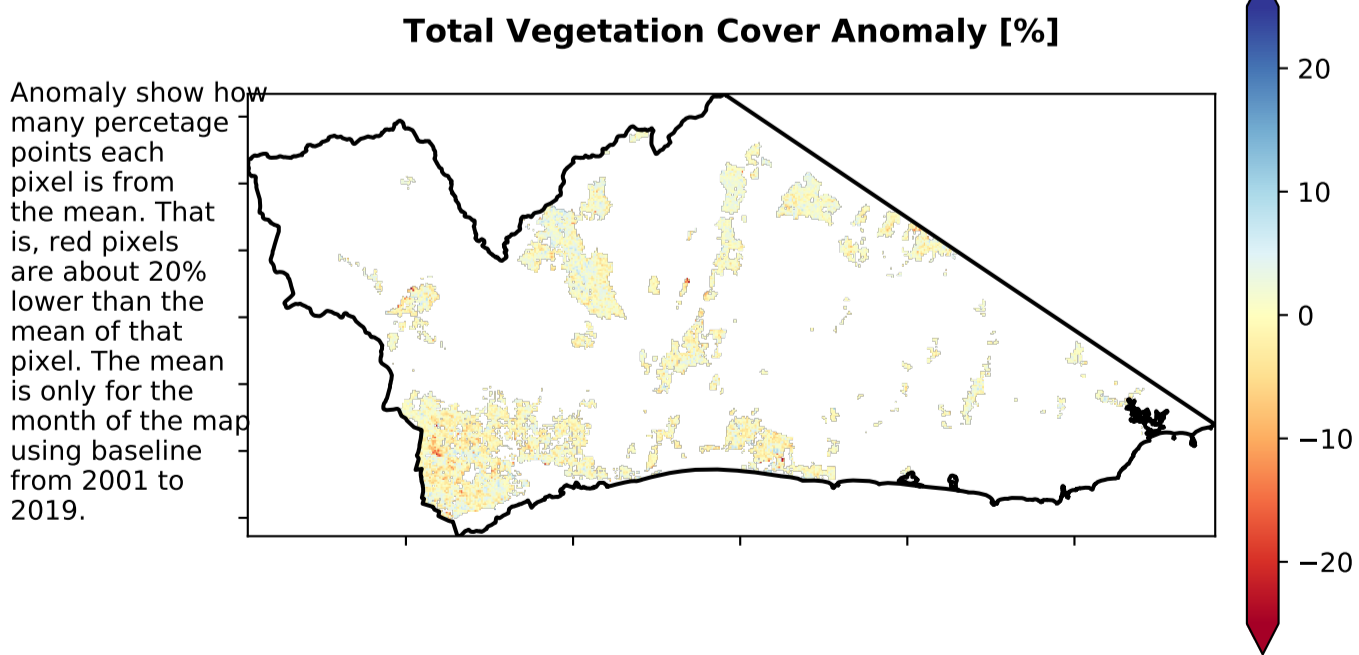 Total Vegetation Cover Anomaly [%]
Anomaly show how
many percetage
points each
pixel is from
the mean. That
is, red pixels
are about 20%
lower than the
mean of that
pixel. The mean
is only for the
month of the map
using baseline
from 2001 to
2019.
20
10
0
−10
−20